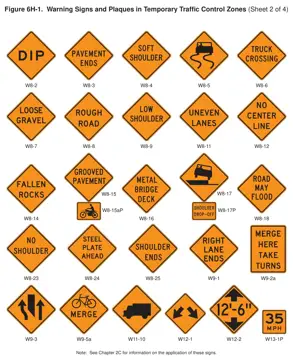 Figure 6H-1. Warning Signs and Plaques in Temporary Traffic Control Zones (Sheet 2 of 4)
DIP
PAVEMENT
ENDS
SOFT
SHOULDER
TRUCK
CROSSING
W8-2
W8-3
W8-4
W8-5
W8-6
LOOSE
GRAVEL
ROUGH
ROAD
LOW
SHOULDER
UNEVEN
LANES
NO
CENTER
LINE
W8-7
W8-8
W8-9
W8-11
W8-12
FALLEN
ROCKS
GROOVED
PAVEMENT
METAL
BRIDGE
DECK
ROAD
MAY
FLOOD
W8-15
W8-17
SHOULDER
DROP-OFF
W8-14
W8-15aP
W8-16
W8-17P
W8-18
NO
SHOULDER
STEEL
PLATE
AHEAD
SHOULDER
ENDS
RIGHT
LANE
ENDS
MERGE
HERE
TAKE
TURNS
W8-23
W8-24
W8-25
W9-1
W9-2a
MERGE
12'-6"
35
MPH
W9-3
W9-5a
W11-10
W12-1
W12-2
W13-1P
Note: See Chapter 2C for information on the application of these signs